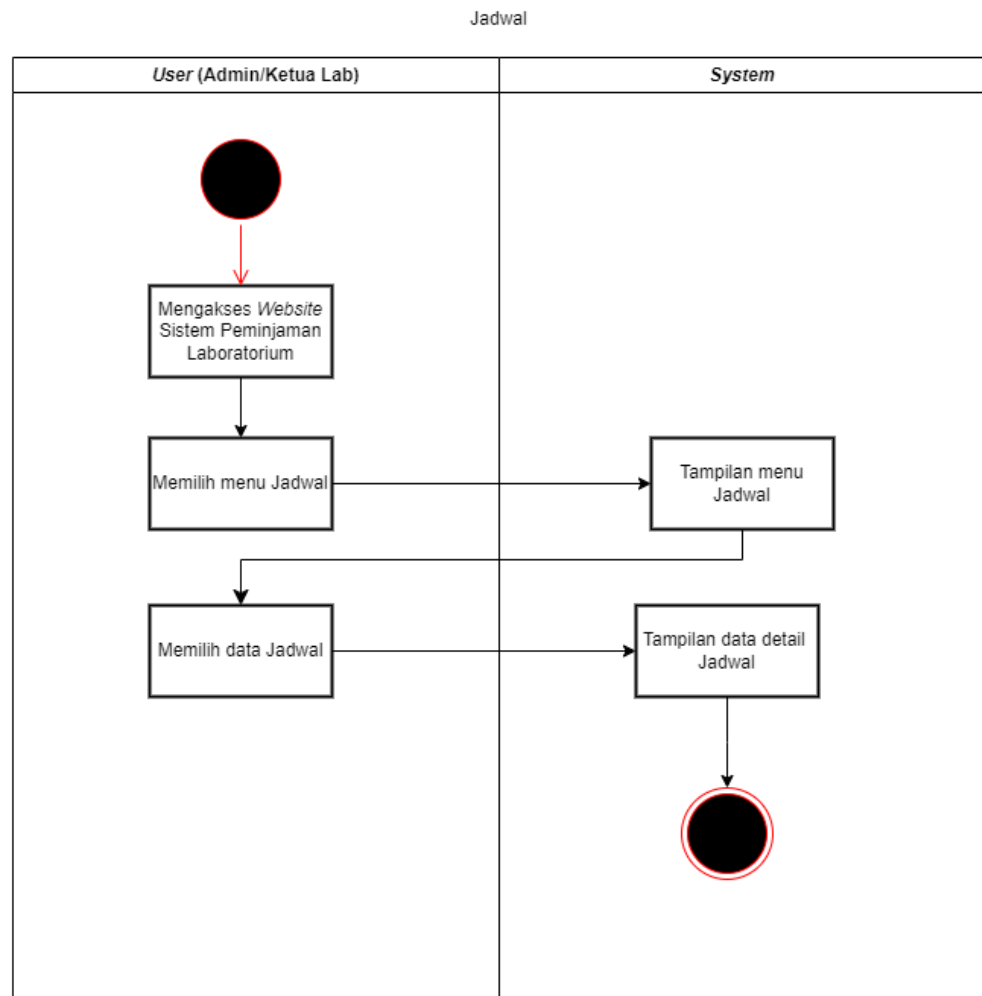 Jadwal
User (Admin/Ketua Lab)
System
Mengakses Website
Sistem Peminjaman
Laboratorium
Memilih menu Jadwal
Tampilan menu
Jadwal
Memilih data Jadwal
Tampilan data detail
Jadwal